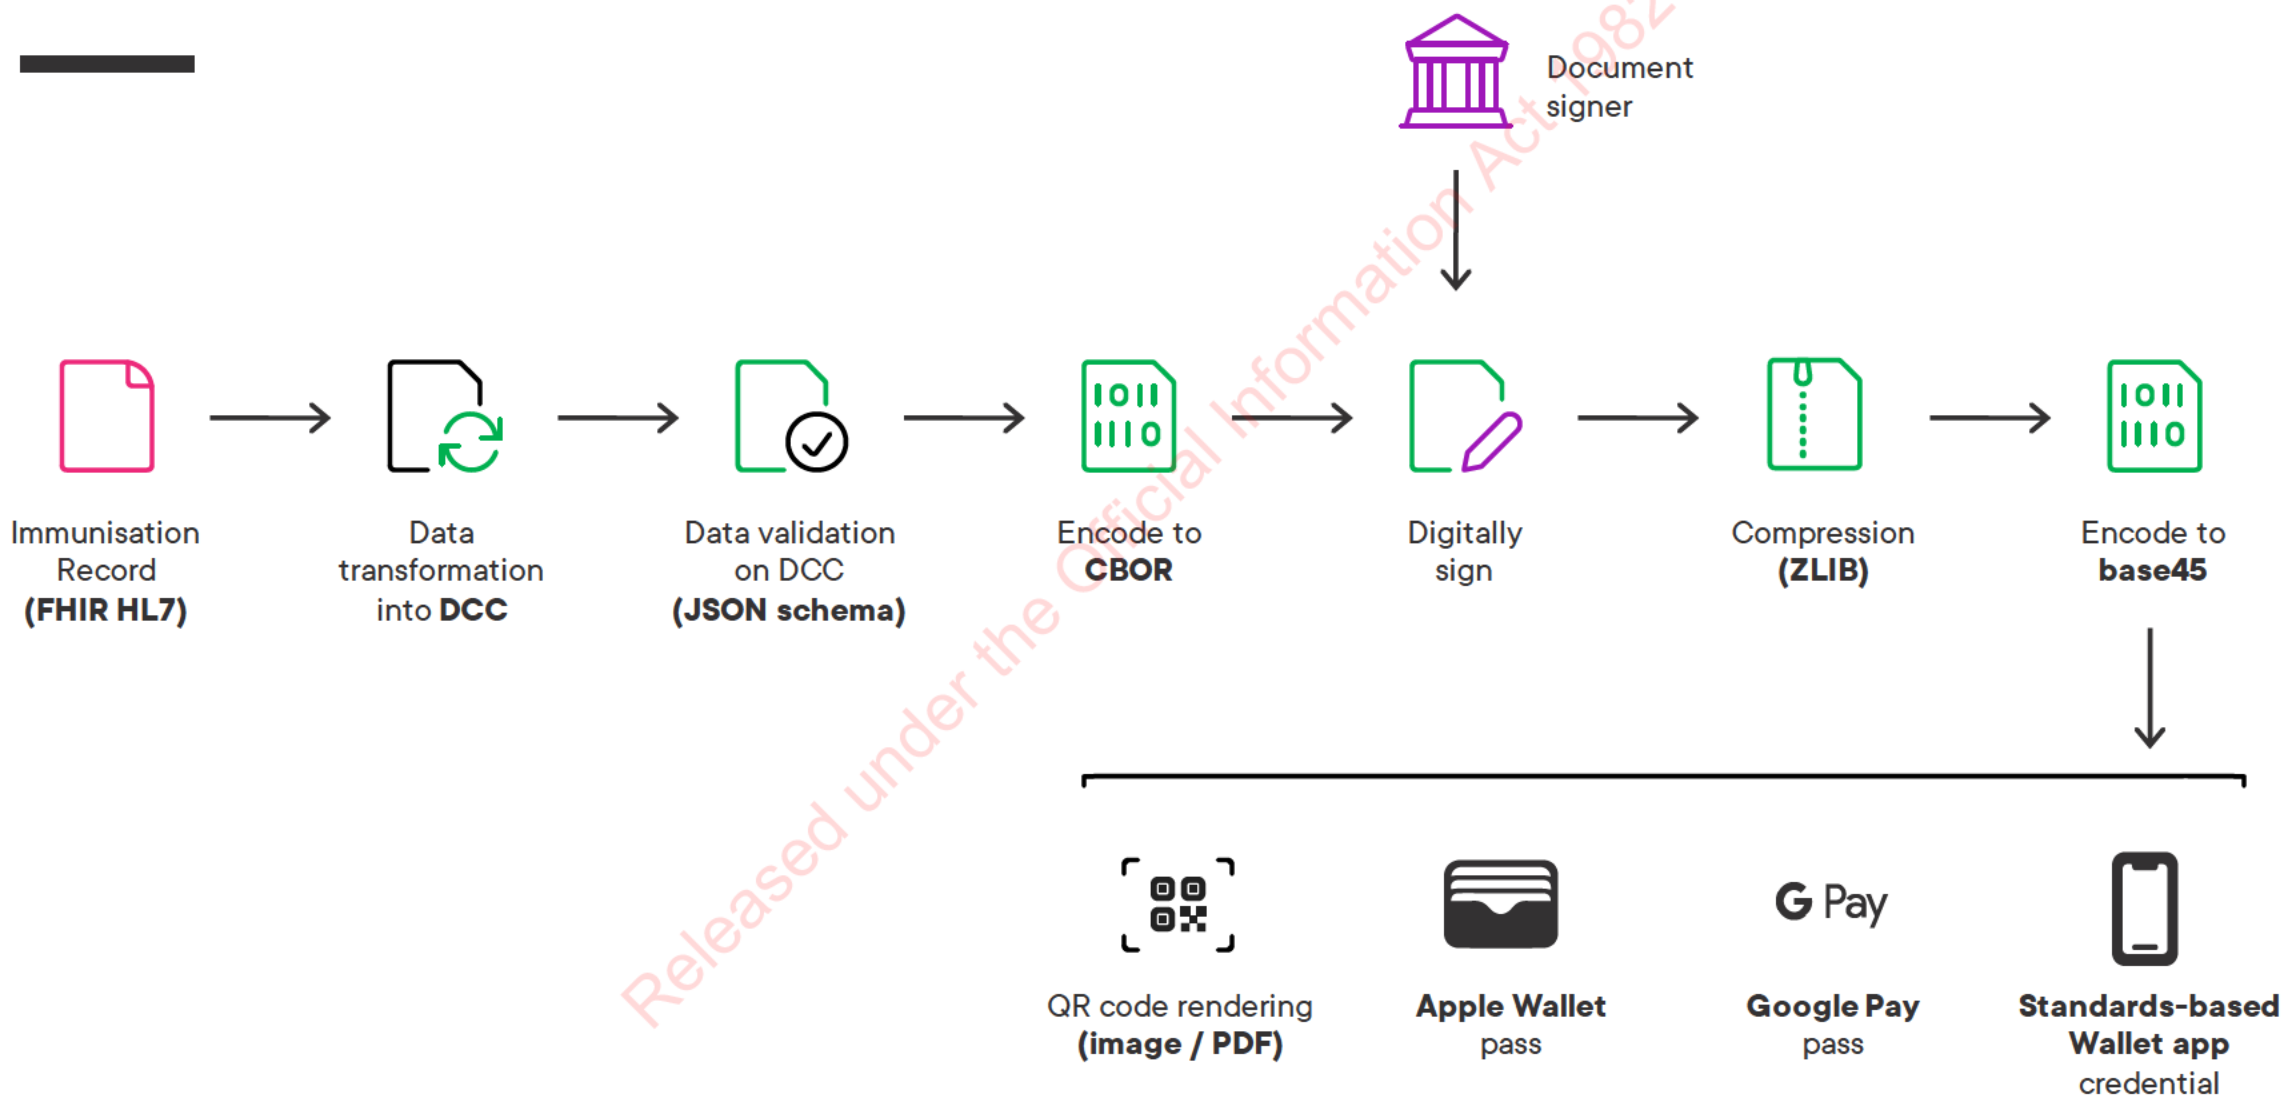 Document
signer
Immunisation
Record
(FHIR HL7)
Data
transformation
into DCC
Data validation
on DCC
(JSON schema)
Encode to
CBOR
Digitally
sign
Compression
(ZLIB)
Encode to
base45
QR code rendering
(image / PDF)
Apple Wallet
pass
G Pay
Google Pay
pass
Standards-based
Wallet app
credential
Released under the Official Information Act 1982